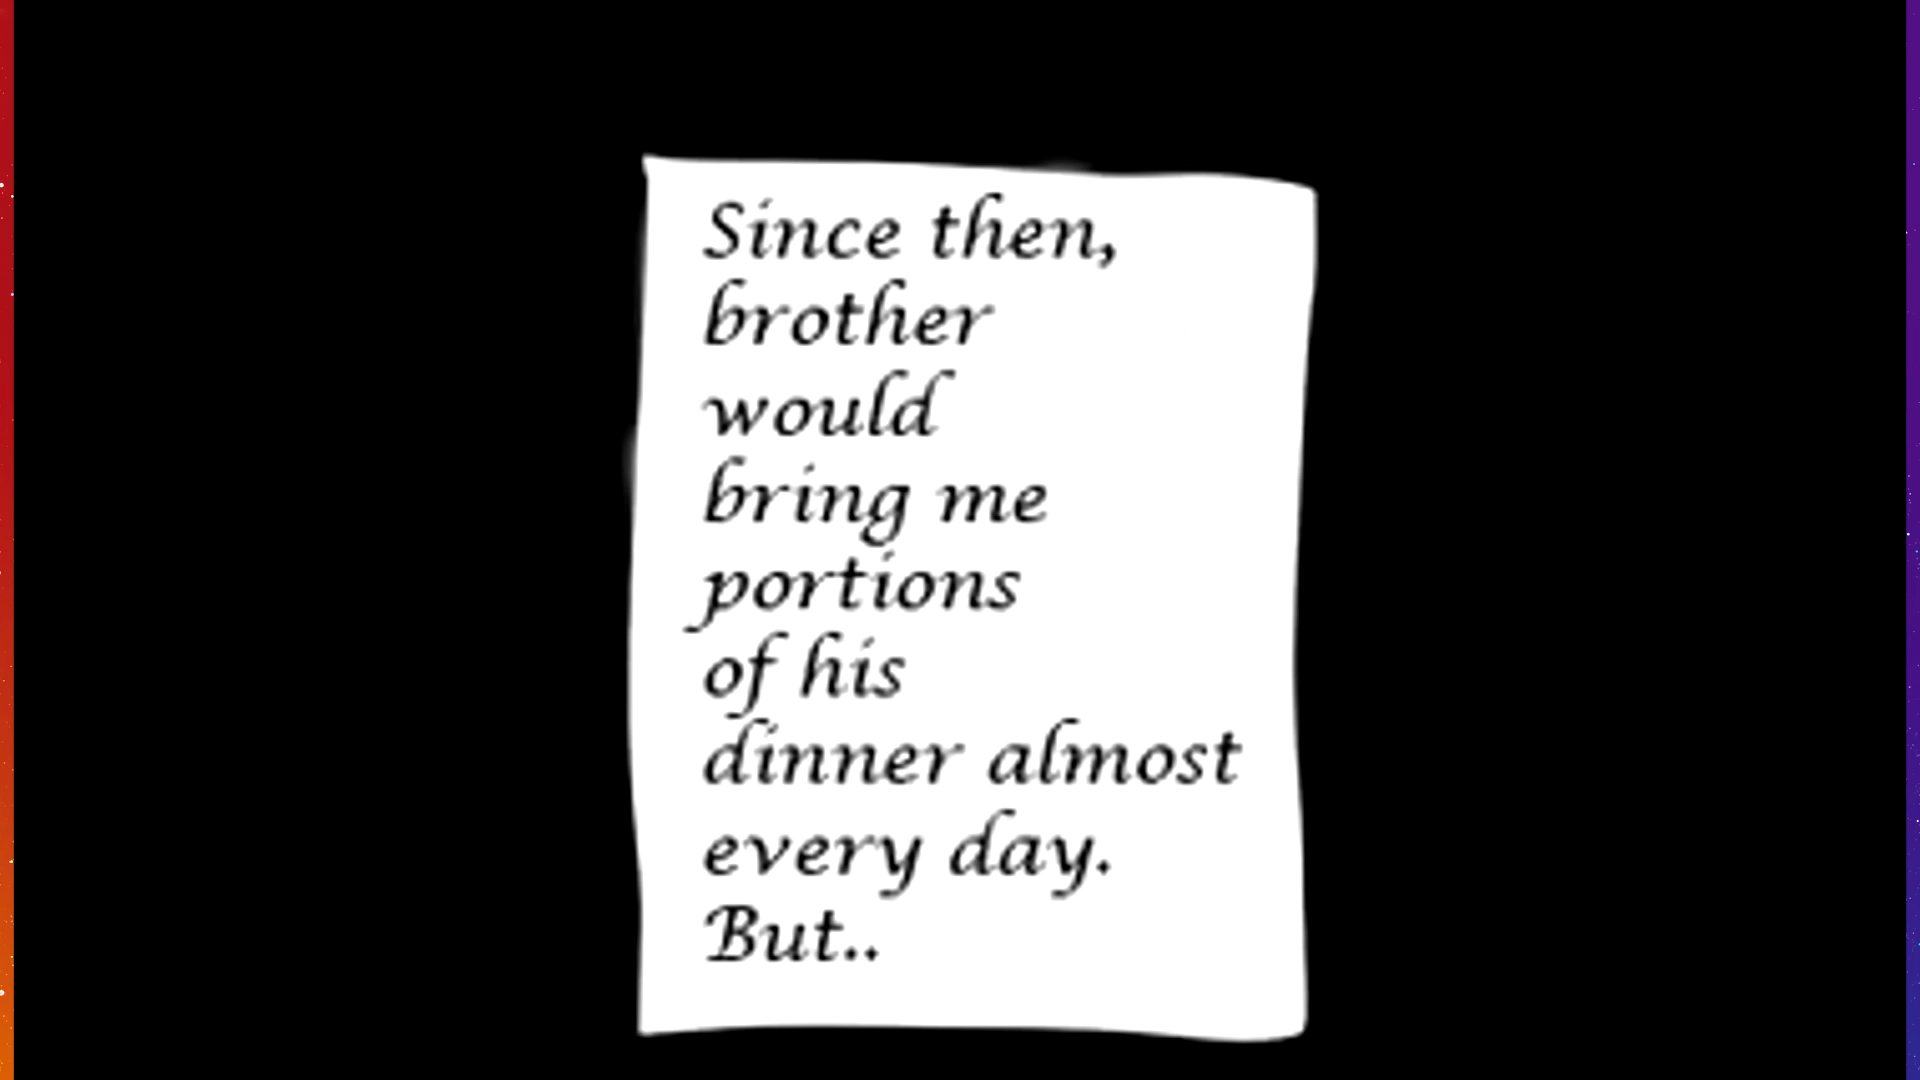 Since then,
brother
would
bring me
portions
of his
dinner almost
every day.
But..